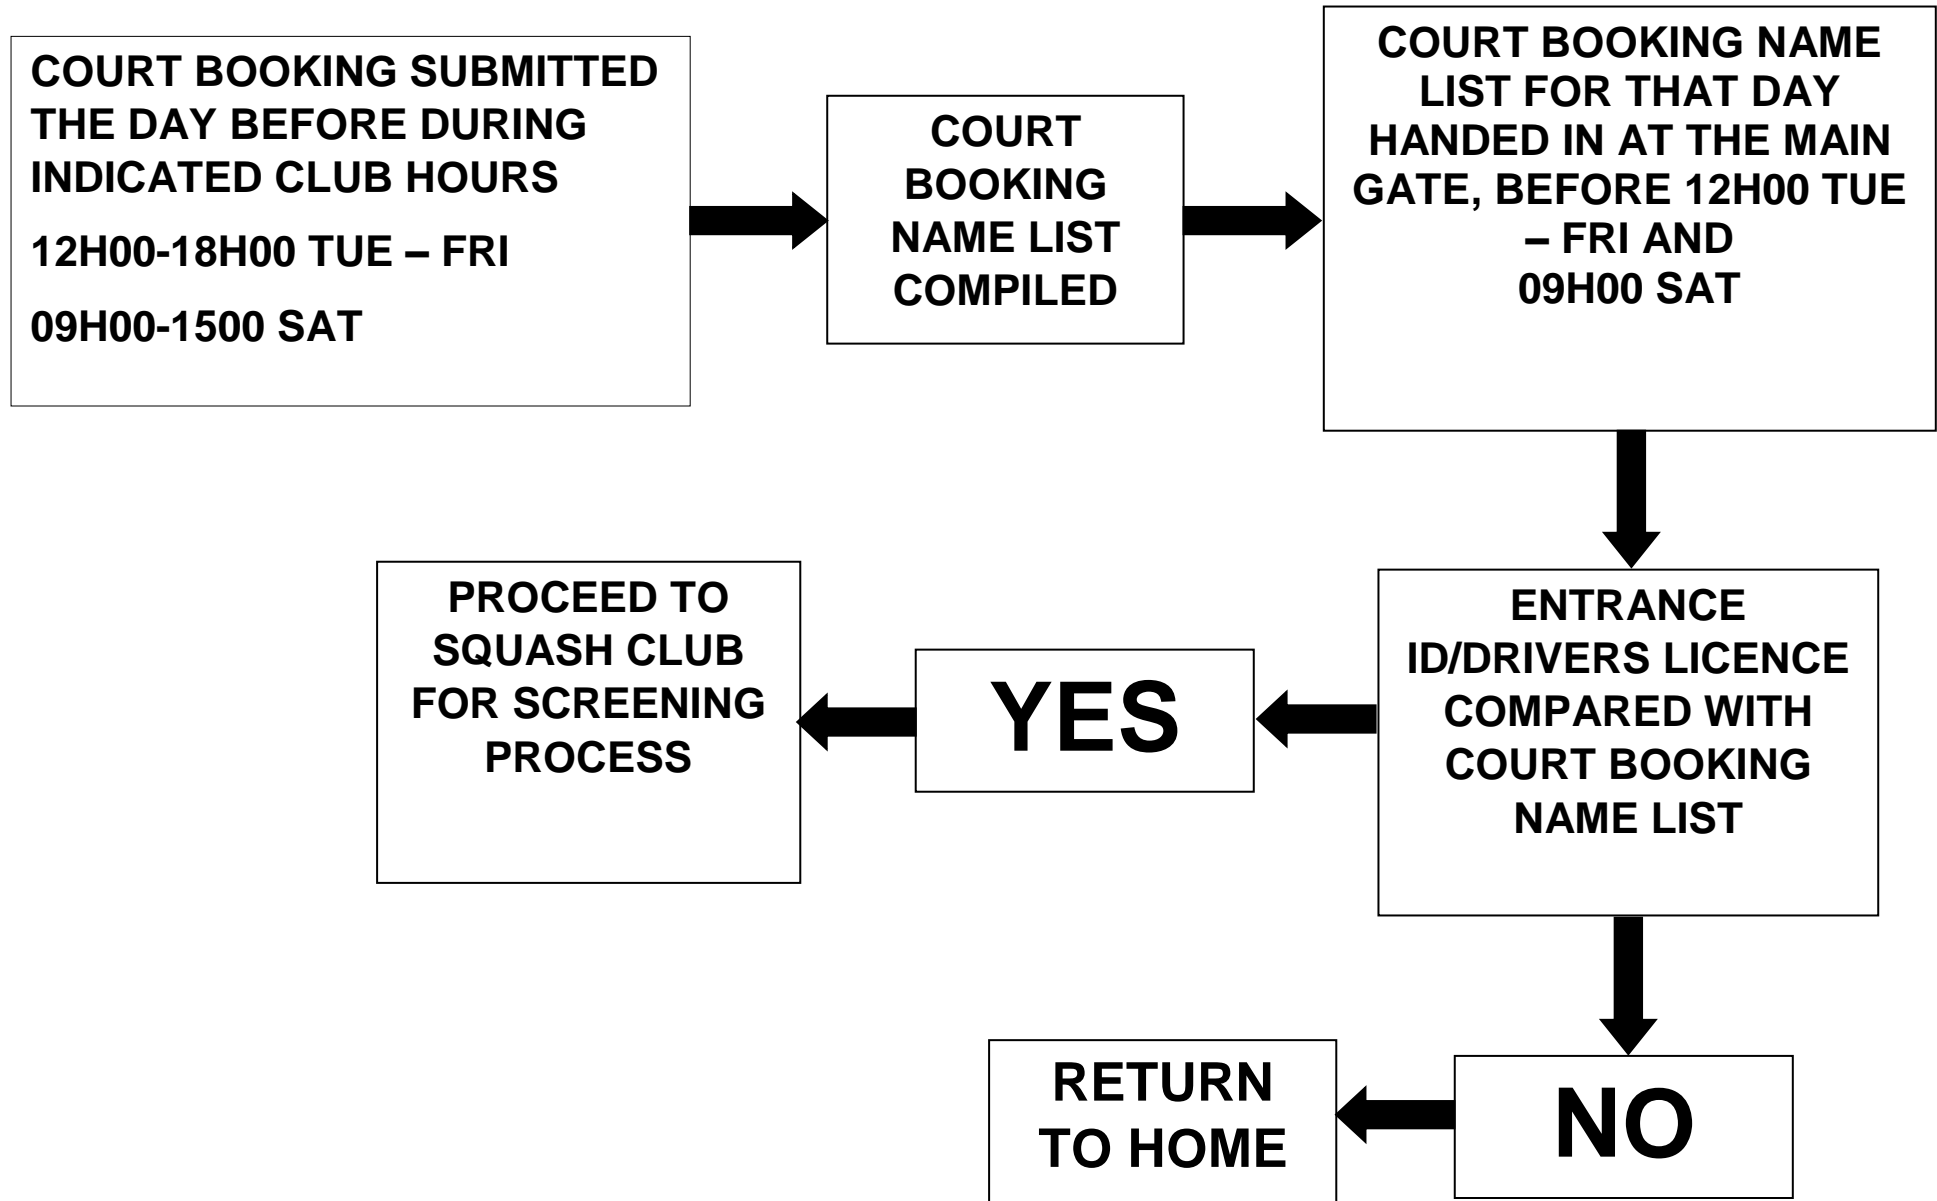 COURT BOOKING SUBMITTED
THE DAY BEFORE DURING
INDICATED CLUB HOURS
12H00-18H00 TUE – FRI
09H00-1500 SAT
COURT
BOOKING
NAME LIST
COMPILED
COURT BOOKING NAME
LIST FOR THAT DAY
HANDED IN AT THE MAIN
GATE, BEFORE 12H00 TUE
– FRI AND
09H00 SAT
ENTRANCE
ID/DRIVERS LICENCE
COMPARED WITH
COURT BOOKING
NAME LIST
YES
PROCEED TO
SQUASH CLUB
FOR SCREENING
PROCESS
NO
RETURN
TO HOME